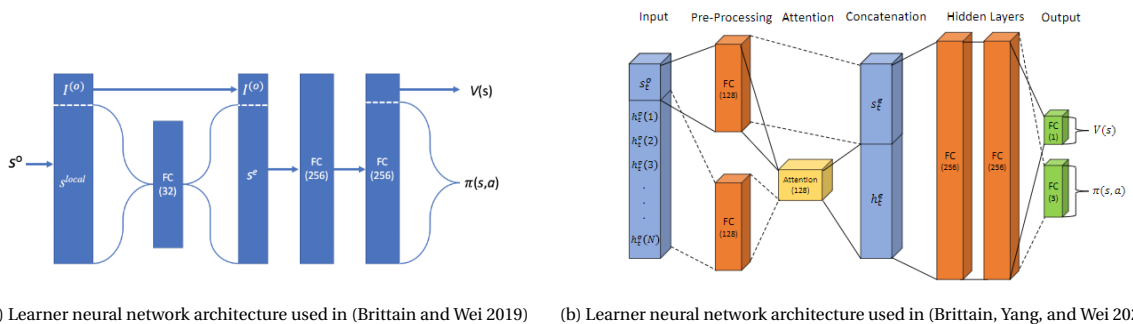 I(o)
I(o)
V(s)
sᵒ
s^local
FC
(32)
s^e
FC
(256)
FC
(256)
π(s,a)
) Learner neural network architecture used in (Brittain and Wei 2019)
Input
Pre-Processing
Attention
Concatenation
Hidden Layers
Output
s_t^o
h_t^o(1)
h_t^o(2)
h_t^o(3)
.
.
.
h_t^o(N)
FC
(128)
FC
(128)
Attention
(128)
s_t^e
h_t^e
FC
(256)
FC
(256)
FC
(1)
V(s)
FC
(3)
π(s,a)
(b) Learner neural network architecture used in (Brittain, Yang, and Wei 202